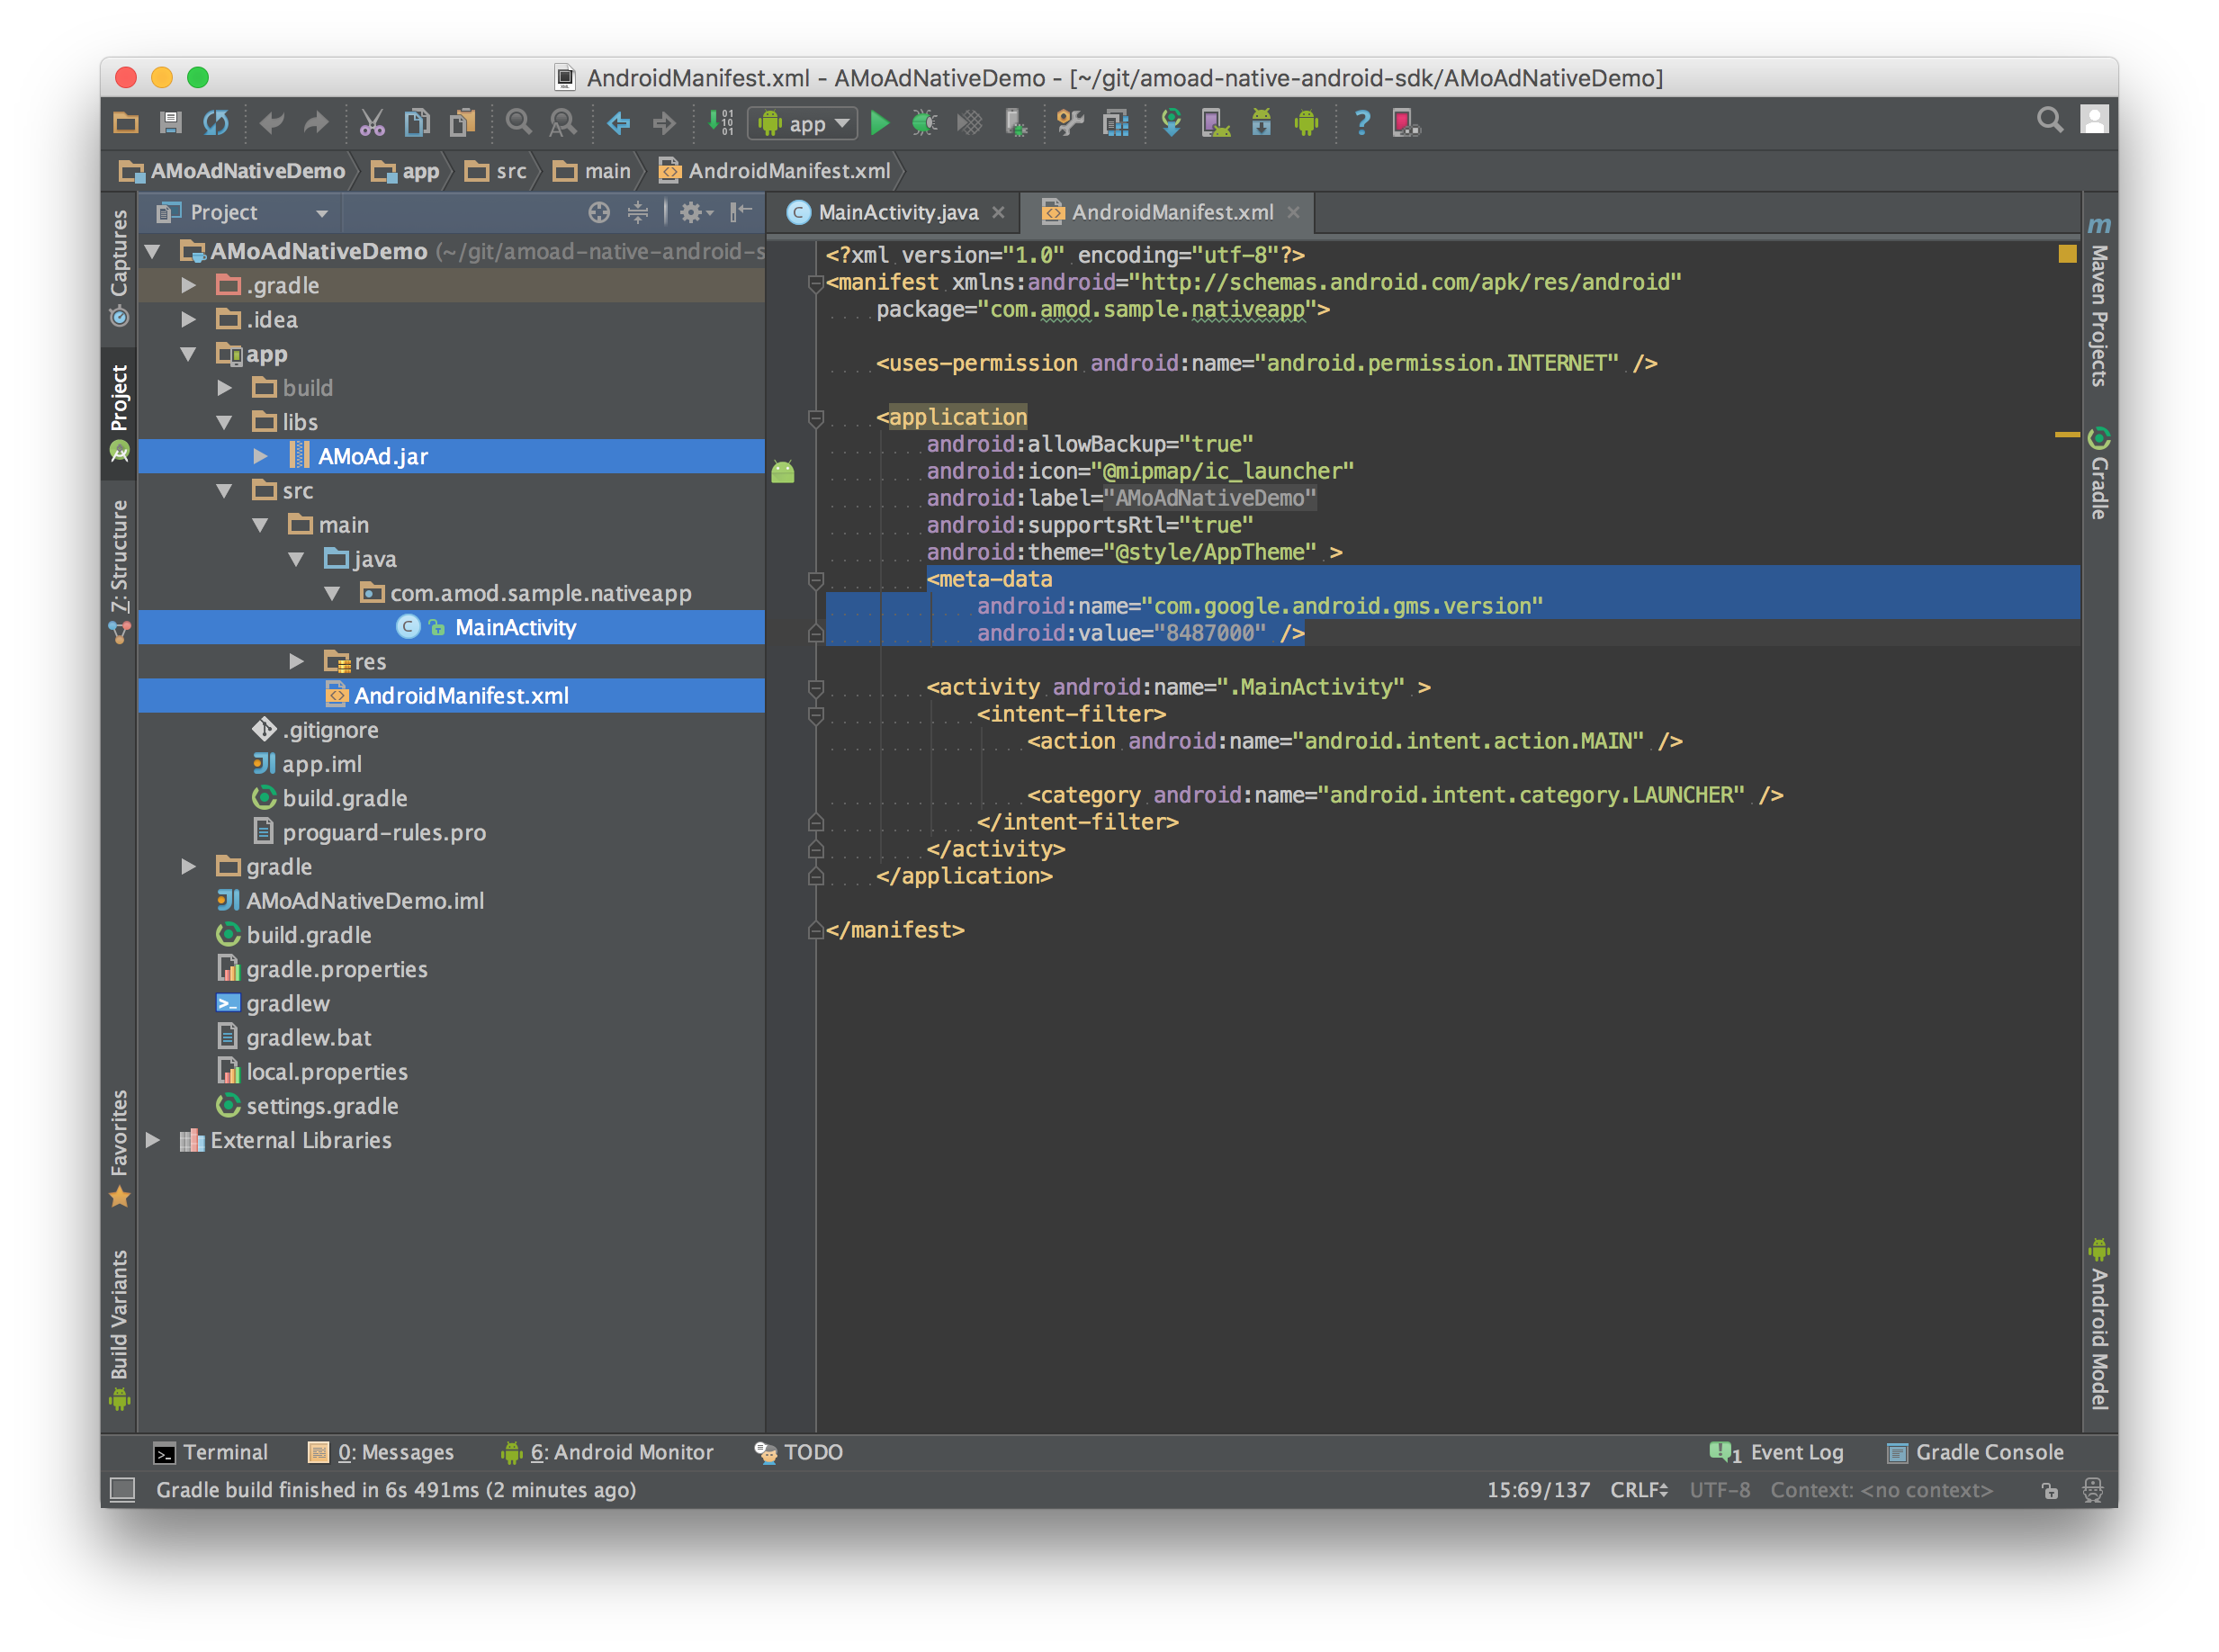 AndroidManifest.xml - AMoAdNativeDemo - [~/git/amoad-native-android-sdk/AMoAdNativeDemo]
app
AMoAdNativeDemo app src main AndroidManifest.xml
Captures
Project
Z: Structure
Favorites
Build Variants
Project
AMoAdNativeDemo (~/git/amoad-native-android-s
.gradle
.idea
app
build
libs
AMoAd.jar
src
main
java
com.amod.sample.nativeapp
MainActivity
res
AndroidManifest.xml
.gitignore
app.iml
build.gradle
proguard-rules.pro
gradle
AMoAdNativeDemo.iml
build.gradle
gradle.properties
gradlew
gradlew.bat
local.properties
settings.gradle
External Libraries
MainActivity.java AndroidManifest.xml
<?xml version="1.0" encoding="utf-8"?>
<manifest xmlns:android="http://schemas.android.com/apk/res/android"
package="com.amod.sample.nativeapp">
<uses-permission android:name="android.permission.INTERNET" />
<application
android:allowBackup="true"
android:icon="@mipmap/ic_launcher"
android:label="AMoAdNativeDemo"
android:supportsRtl="true"
android:theme="@style/AppTheme" >
<meta-data
android:name="com.google.android.gms.version"
android:value="8487000" />
<activity android:name=".MainActivity" >
<intent-filter>
<action android:name="android.intent.action.MAIN" />
<category android:name="android.intent.category.LAUNCHER" />
</intent-filter>
</activity>
</application>
</manifest>
Maven Projects
Gradle
Android Model
Terminal 0: Messages 6: Android Monitor TODO 1 Event Log Gradle Console
Gradle build finished in 6s 491ms (2 minutes ago) 15:69/137 CRLF UTF-8 Context: <no context>